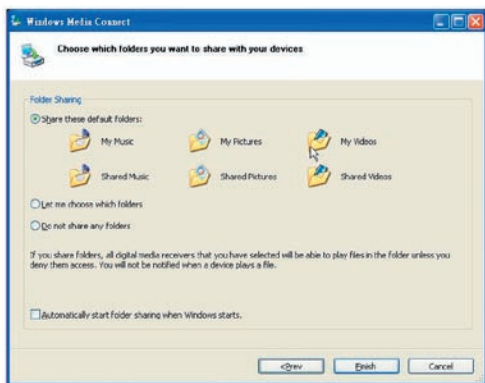 Windows Media Connect
Choose which folders you want to share with your devices
Folder Sharing
Share these default folders:
My Music My Pictures My Videos
Shared Music Shared Pictures Shared Videos
Let me choose which folders
Do not share any folders
If you share folders, all digital media receivers that you have selected will be able to play files in the folder unless you
deny them access. You will not be notified when a device plays a file.
Automatically start folder sharing when Windows starts.
<Prev Finish Cancel